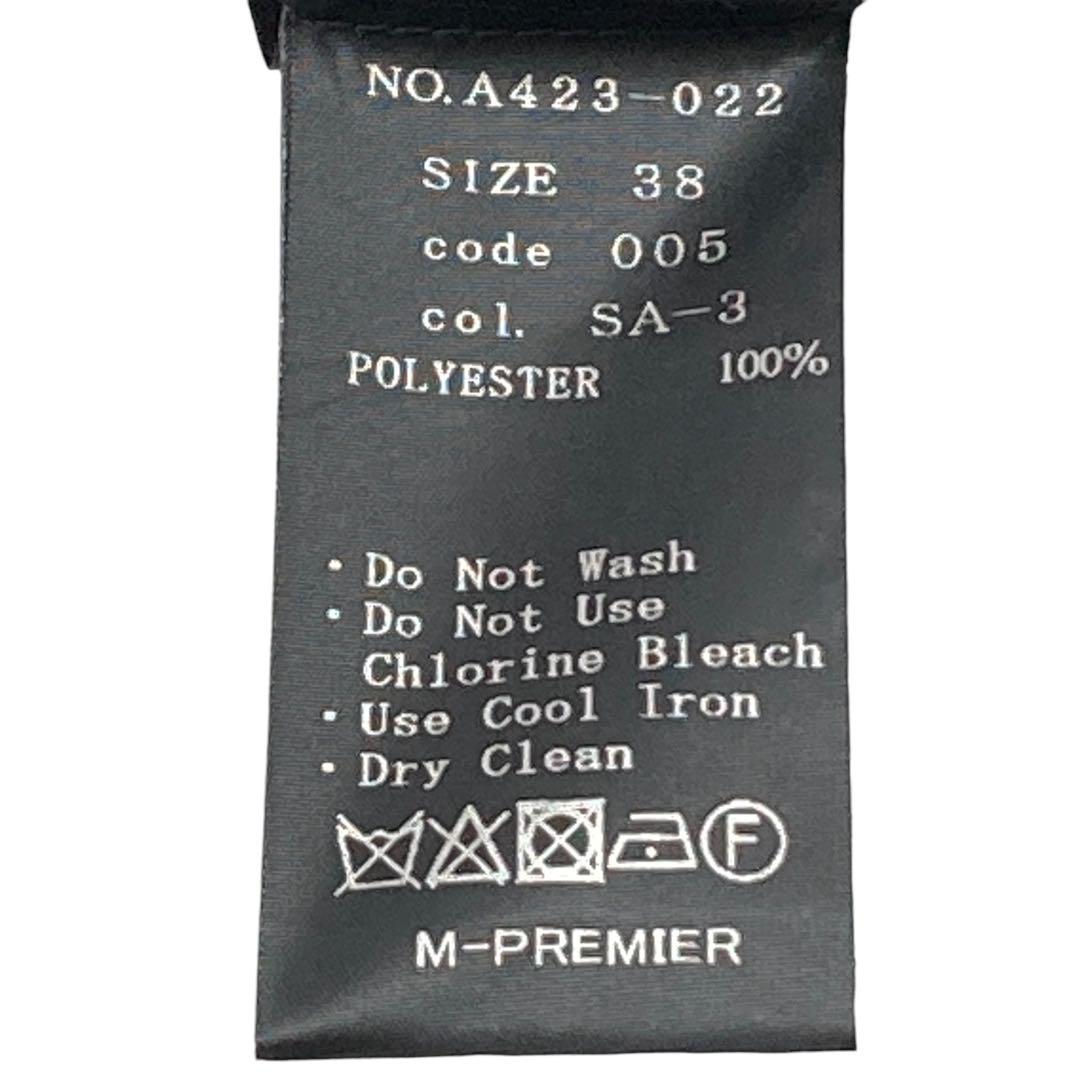 NO.A423-022
SIZE 38
code 005
col. SA-3
POLYESTER 100%
・Do Not Wash
・Do Not Use
Chlorine Bleach
・Use Cool Iron
・Dry Clean
F
M-PREMIER